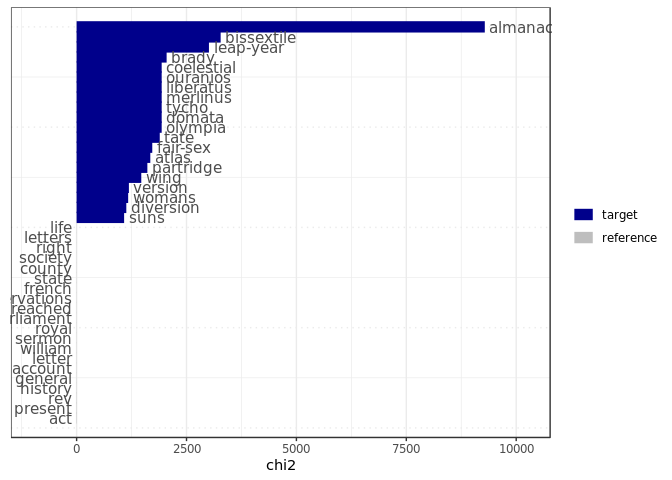 almanac
bissextile
leap-year
brady
coelestial
ouranios
liberatus
merlinus
tycho
domata
olympia
tate
fair-sex
atlas
partridge
wing
version
womans
diversion
suns
life
letters
right
society
county
state
french
rvations
reached
rliament
royal
sermon
william
letter
account
general
history
rev
present
act
target
reference
0 2500 5000 7500 10000
chi2